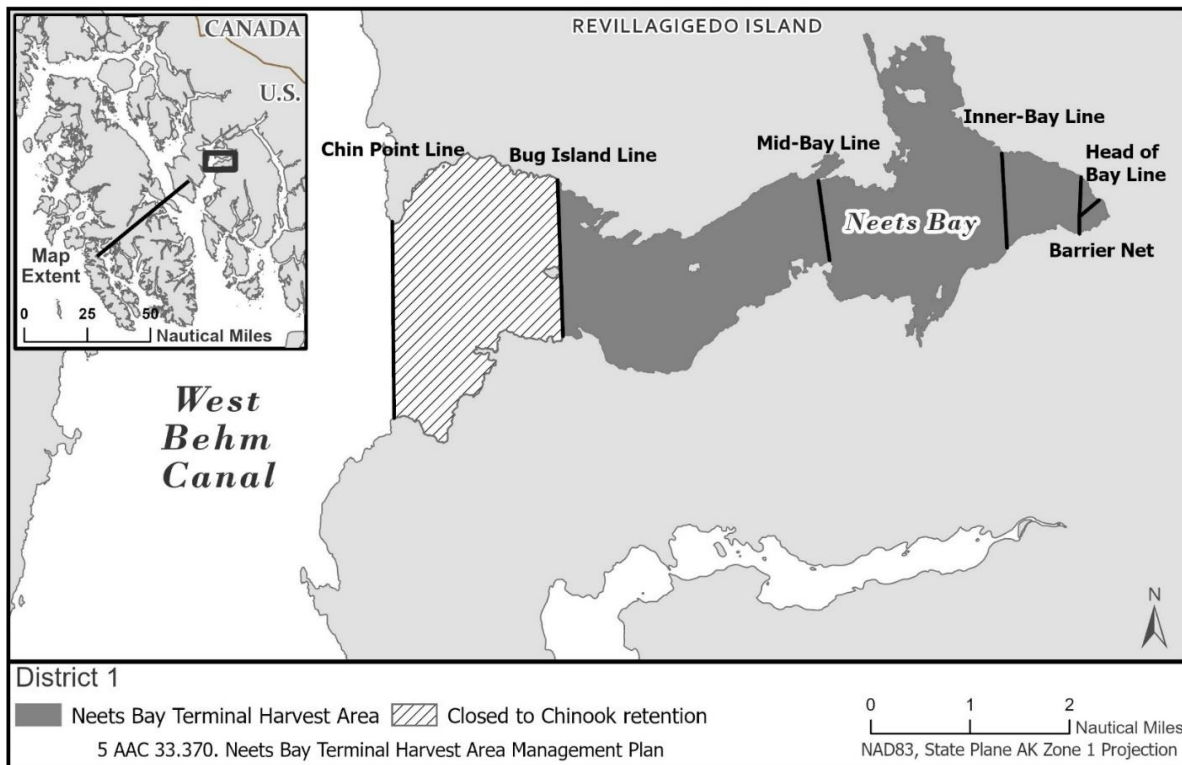 REVILLAGIGEDO ISLAND
CANADA
U.S.
Map
Extent
0 25 50
Nautical Miles
Chin Point Line
Bug Island Line
Mid-Bay Line
Inner-Bay Line
Head of
Bay Line
Neets Bay
Barrier Net
West
Behm
Canal
N
District 1
Neets Bay Terminal Harvest Area
Closed to Chinook retention
5 AAC 33.370. Neets Bay Terminal Harvest Area Management Plan
0 1 2
Nautical Miles
NAD83, State Plane AK Zone 1 Projection